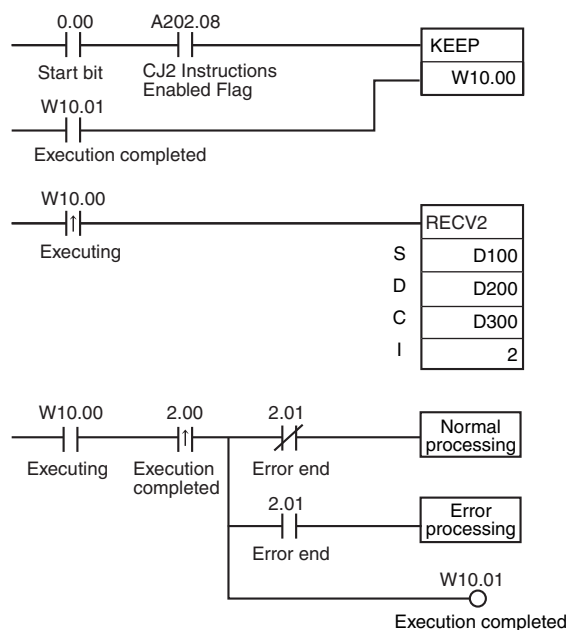 0.00 A202.08
KEEP
Start bit CJ2 Instructions
Enabled Flag
W10.00
W10.01
Execution completed
W10.00
↑
RECV2
Executing
S D100
D D200
C D300
I 2
W10.00 2.00 2.01
↑
Normal
processing
Executing Execution
completed
Error end
2.01
Error
processing
Error end
W10.01
Execution completed